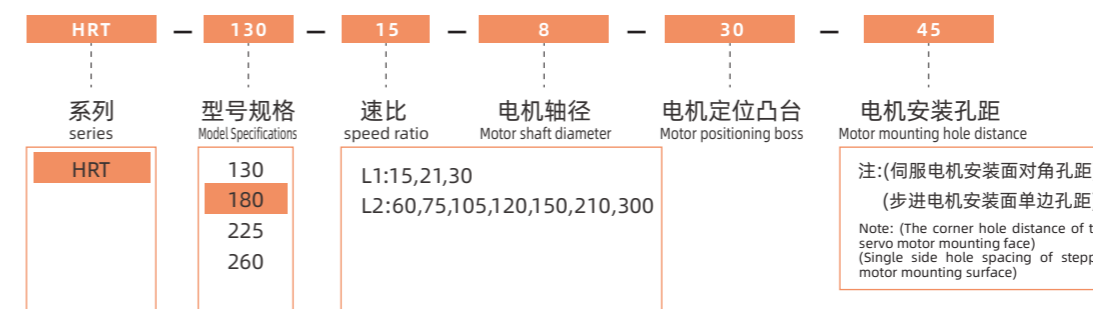 HRT — 130 — 15 — 8 — 30 — 45
系列 型号规格 速比 电机轴径 电机定位凸台 电机安装孔距
series Model Specifications speed ratio Motor shaft diameter Motor positioning boss Motor mounting hole distance
HRT
130
180
225
260
L1:15,21,30
L2:60,75,105,120,150,210,300
注:(伺服电机安装面对角孔距
(步进电机安装面单边孔距)
Note: (The corner hole distance of
servo motor mounting face)
(Single side hole spacing of
motor mounting surface)